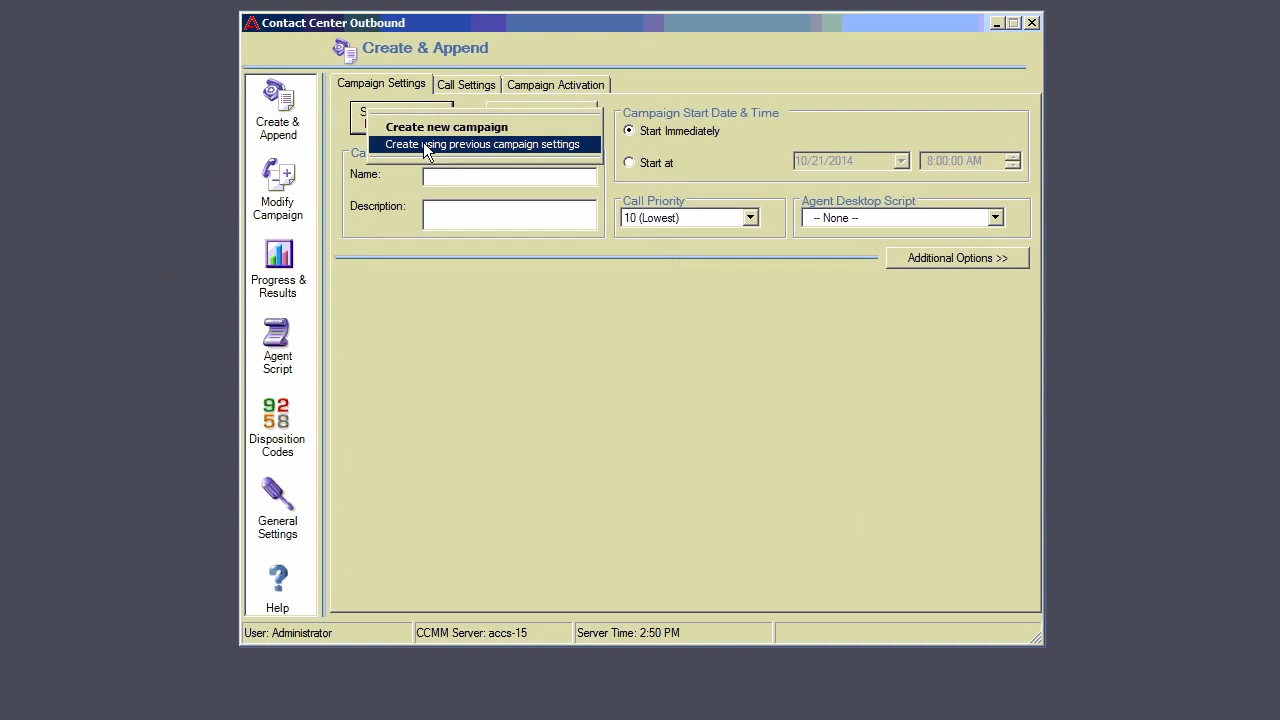 Contact Center Outbound
Create & Append
Create &
Append
Modify
Campaign
Progress &
Results
Agent
Script
92
58
Disposition
Codes
General
Settings
Help
Campaign Settings
Call Settings
Campaign Activation
Create new campaign
Create using previous campaign settings
Name:
Description:
Campaign Start Date & Time
Start Immediately
Start at
10/21/2014
8:00:00 AM
Call Priority
10 (Lowest)
Agent Desktop Script
-- None --
Additional Options >>
User: Administrator
CCMM Server: accs-15
Server Time: 2:50 PM